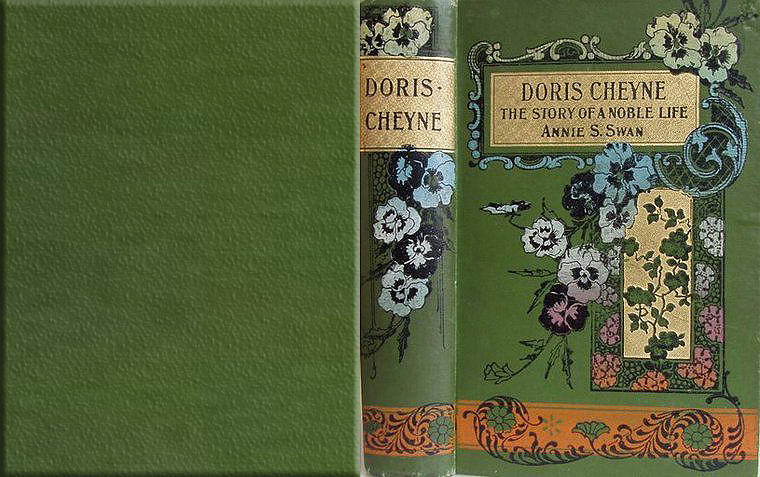 DORIS
CHEYNE
DORIS CHEYNE
THE STORY OF A NOBLE LIFE
ANNIE S. SWAN